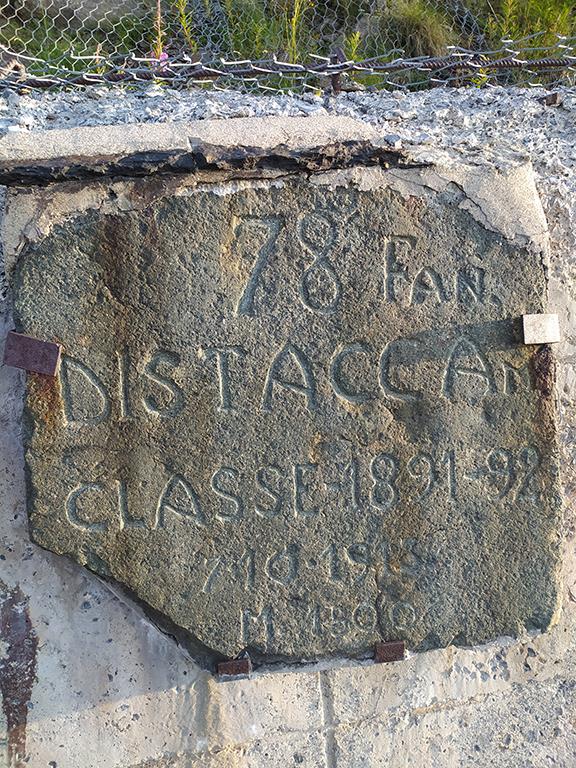 78° FAN.
DISTACCAM
CLASSE-1891-92
7·10·1915
M 1800